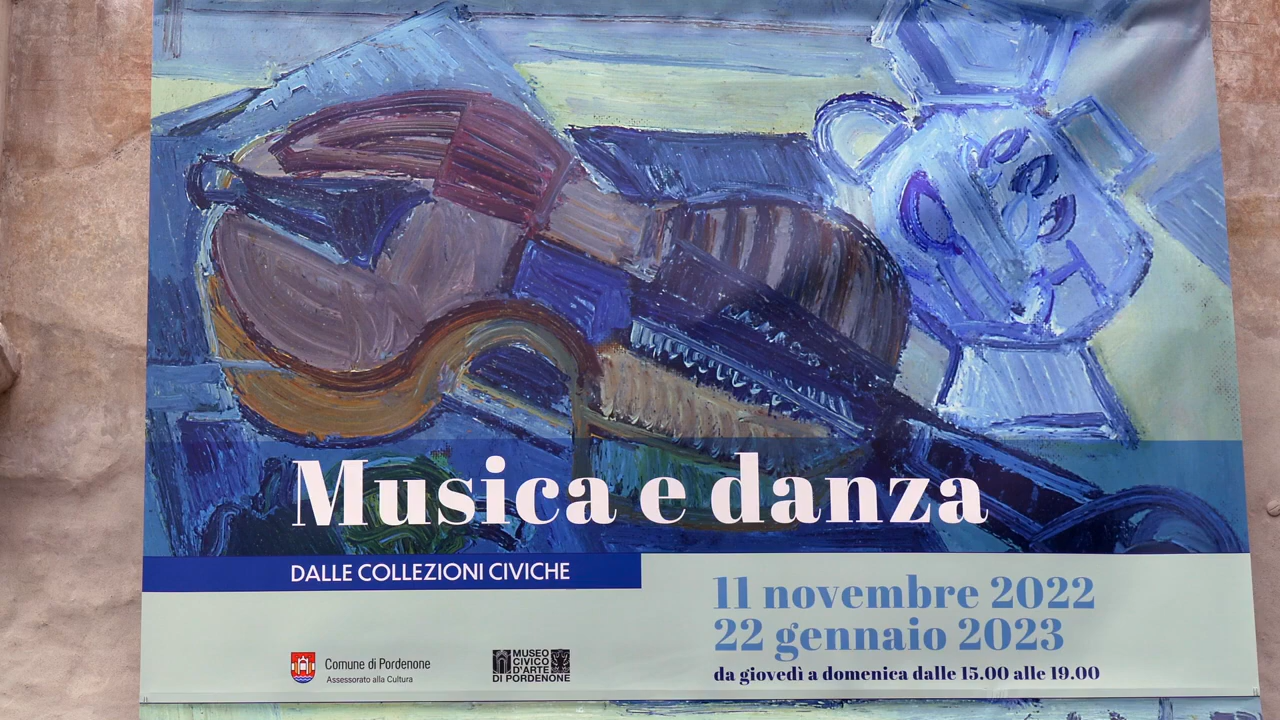 Musica e danza
DALLE COLLEZIONI CIVICHE
11 novembre 2022
22 gennaio 2023
da giovedì a domenica dalle 15.00 alle 19.00
Comune di Pordenone
Assessorato alla Cultura
MUSEO
CIVICO
D'ARTE
DI PORDENONE